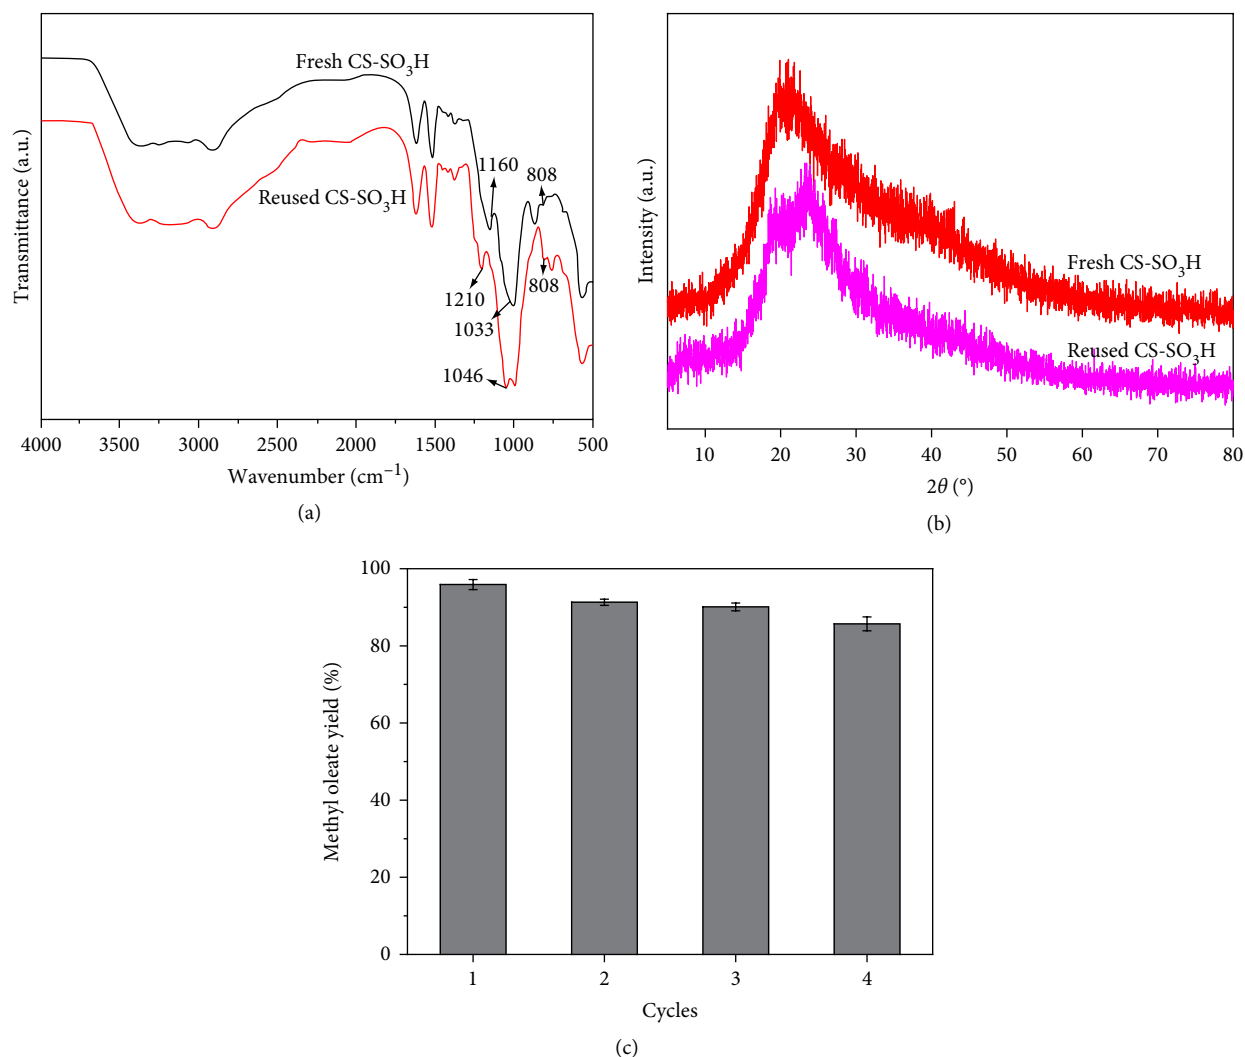 Transmittance (a.u.)
Fresh CS-SO3H
Reused CS-SO3H
1160
808
1210
808
1033
1046
4000 3500 3000 2500 2000 1500 1000 500
Wavenumber (cm−1)
(a)
Intensity (a.u.)
Fresh CS-SO3H
Reused CS-SO3H
10 20 30 40 50 60 70 80
2θ (°)
(b)
Methyl oleate yield (%)
100
80
60
40
20
0
1 2 3 4
Cycles
(c)